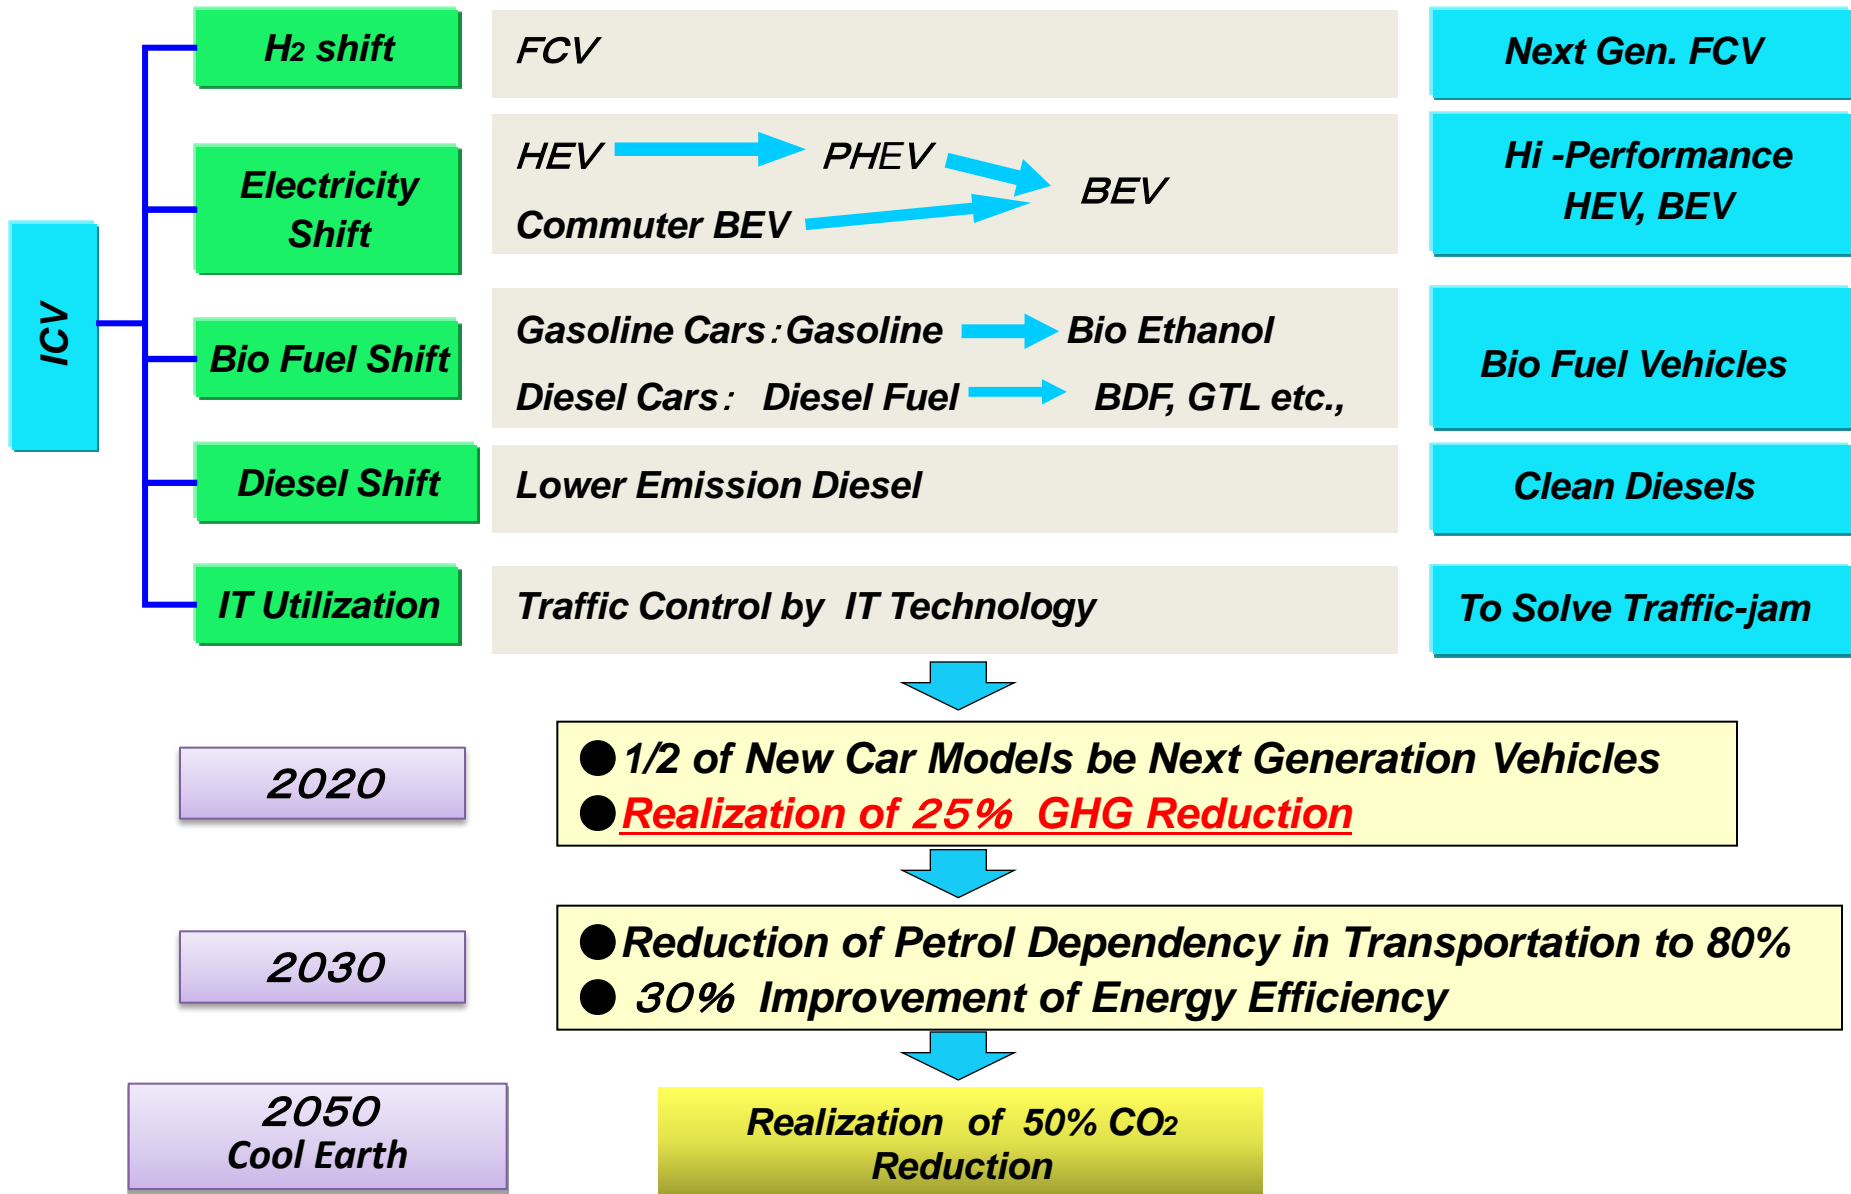 ICV
H2 shift
FCV
Next Gen. FCV
Electricity
Shift
HEV
PHEV
BEV
Commuter BEV
Hi -Performance
HEV, BEV
Bio Fuel Shift
Gasoline Cars：Gasoline
Bio Ethanol
Diesel Cars： Diesel Fuel
BDF, GTL etc.,
Bio Fuel Vehicles
Diesel Shift
Lower Emission Diesel
Clean Diesels
IT Utilization
Traffic Control by IT Technology
To Solve Traffic-jam
2020
●1/2 of New Car Models be Next Generation Vehicles
●Realization of 25% GHG Reduction
2030
●Reduction of Petrol Dependency in Transportation to 80%
● 30% Improvement of Energy Efficiency
2050
Cool Earth
Realization of 50% CO2
Reduction